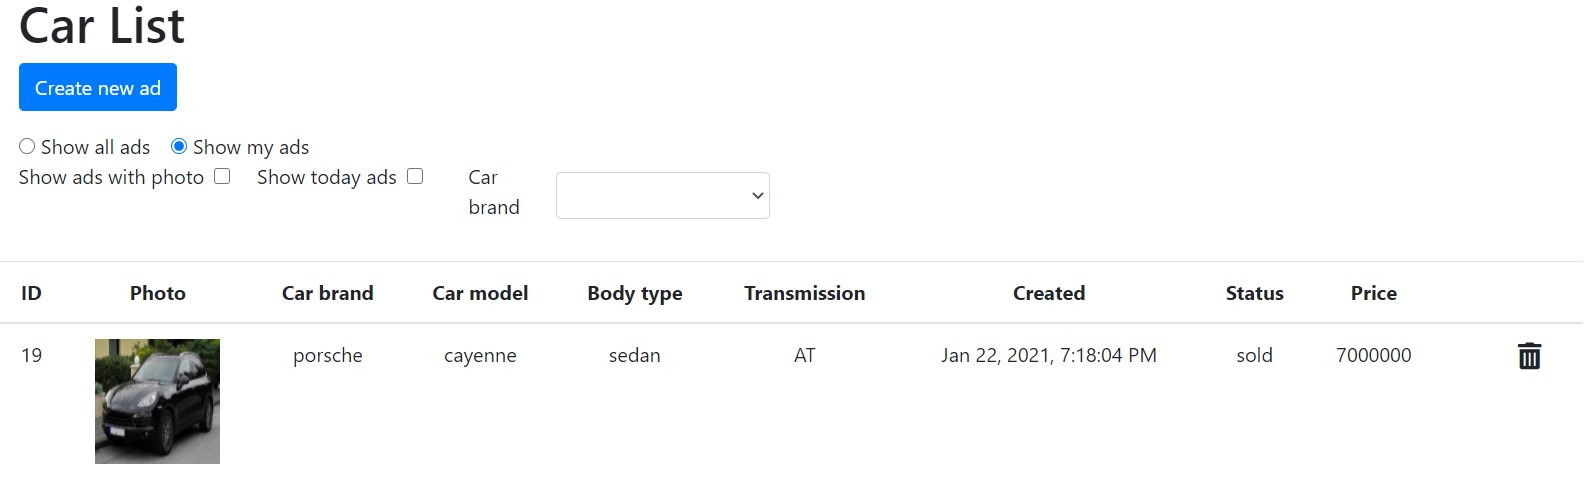 Car List
Create new ad
Show all ads Show my ads
Show ads with photo Show today ads Car
brand
ID Photo Car brand Car model Body type Transmission Created Status Price
19 porsche cayenne sedan AT Jan 22, 2021, 7:18:04 PM sold 7000000